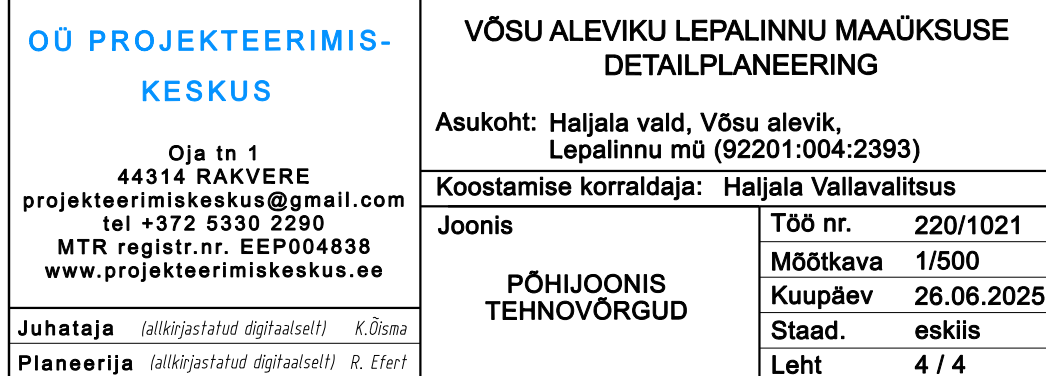 OÜ PROJEKTEERIMIS-
KESKUS
Oja tn 1
44314 RAKVERE
projekteerimiskeskus@gmail.com
tel +372 5330 2290
MTR registr.nr. EEP004838
www.projekteerimiskeskus.ee
Juhataja (allkirjastatud digitaalselt) K.Õisma
Planeerija (allkirjastatud digitaalselt) R. Efert
VÕSU ALEVIKU LEPALINNU MAAÜKSUSE
DETAILPLANEERING
Asukoht: Haljala vald, Võsu alevik,
Lepalinnu mü (92201:004:2393)
Koostamise korraldaja: Haljala Vallavalitsus
Joonis
PÕHIJOONIS
TEHNOVÕRGUD
Töö nr. 220/1021
Mõõtkava 1/500
Kuupäev 26.06.2025
Staad. eskiis
Leht 4 / 4